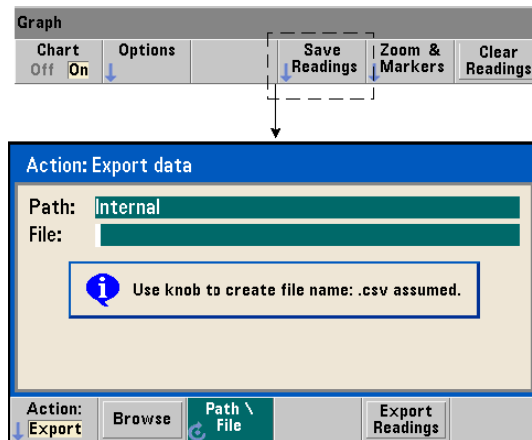 Graph
Chart
Off On
Options
Save
Readings
Zoom &
Markers
Clear
Readings
Action: Export data
Path: Internal
File:
Use knob to create file name: .csv assumed.
Action:
Export
Browse
Path \
File
Export
Readings